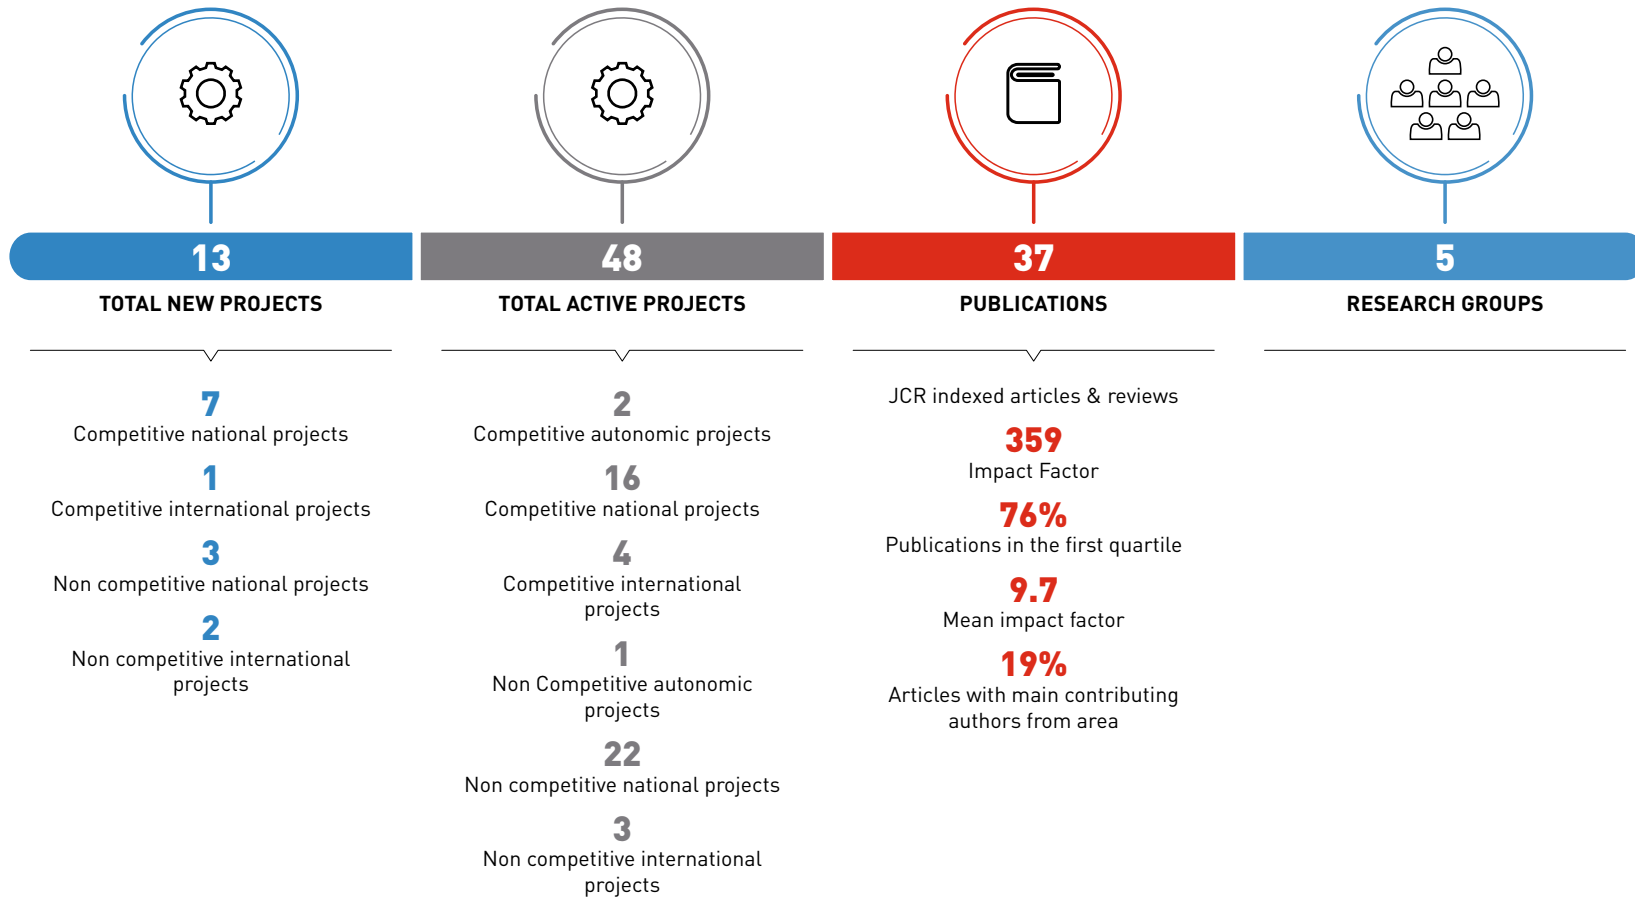 13
TOTAL NEW PROJECTS
7
Competitive national projects
1
Competitive international projects
3
Non competitive national projects
2
Non competitive international
projects
48
TOTAL ACTIVE PROJECTS
2
Competitive autonomic projects
16
Competitive national projects
4
Competitive international
projects
1
Non Competitive autonomic
projects
22
Non competitive national projects
3
Non competitive international
projects
37
PUBLICATIONS
JCR indexed articles & reviews
359
Impact Factor
76%
Publications in the first quartile
9.7
Mean impact factor
19%
Articles with main contributing
authors from area
5
RESEARCH GROUPS